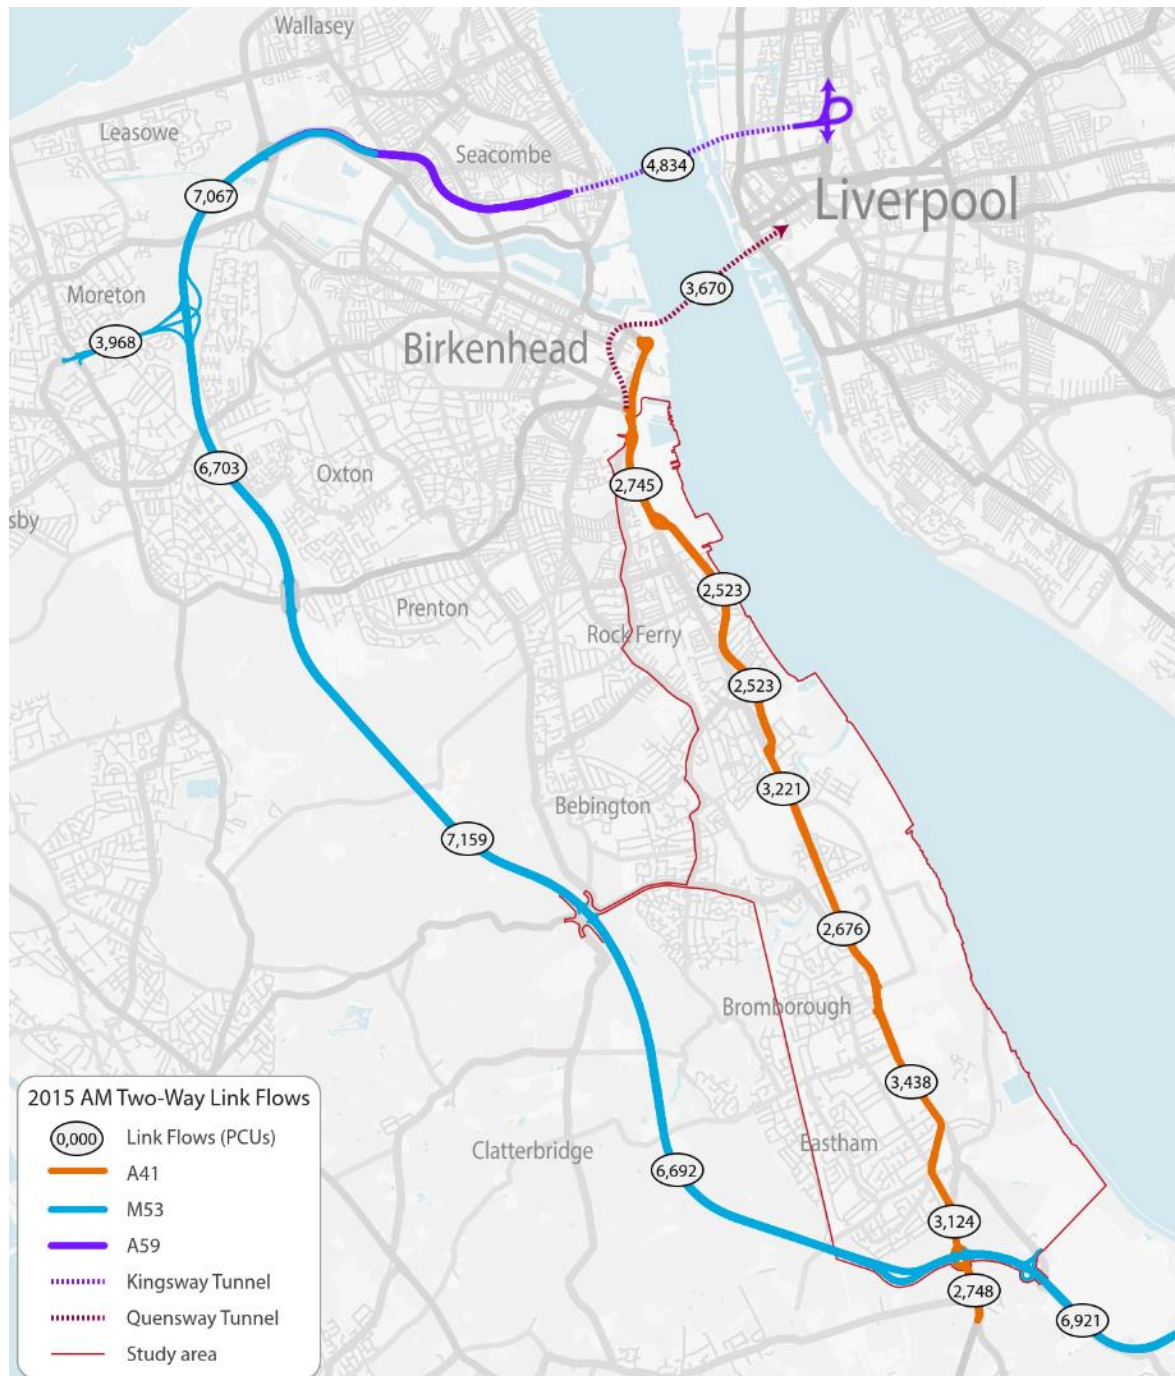 Wallasey
Leasowe
Seacombe
4,834
7,067
Liverpool
Moreton
3,670
3,968
Birkenhead
6,703
Oxton
2,745
sby
2,523
Prenton
Rock Ferry
2,523
3,221
Bebington
7,159
2,676
Bromborough
3,438
2015 AM Two-Way Link Flows
0,000 Link Flows (PCUs)
A41
M53
A59
Kingsway Tunnel
Quensway Tunnel
Study area
Clatterbridge
Eastham
6,692
3,124
2,748
6,921